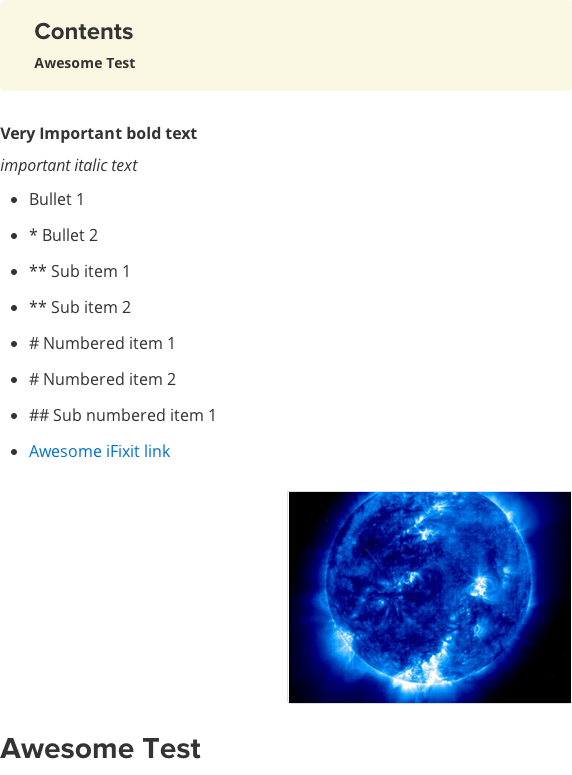 Contents
Awesome Test
Very Important bold text
important italic text
• Bullet 1
• * Bullet 2
• ** Sub item 1
• ** Sub item 2
• # Numbered item 1
• # Numbered item 2
• ## Sub numbered item 1
• Awesome iFixit link
Awesome Test